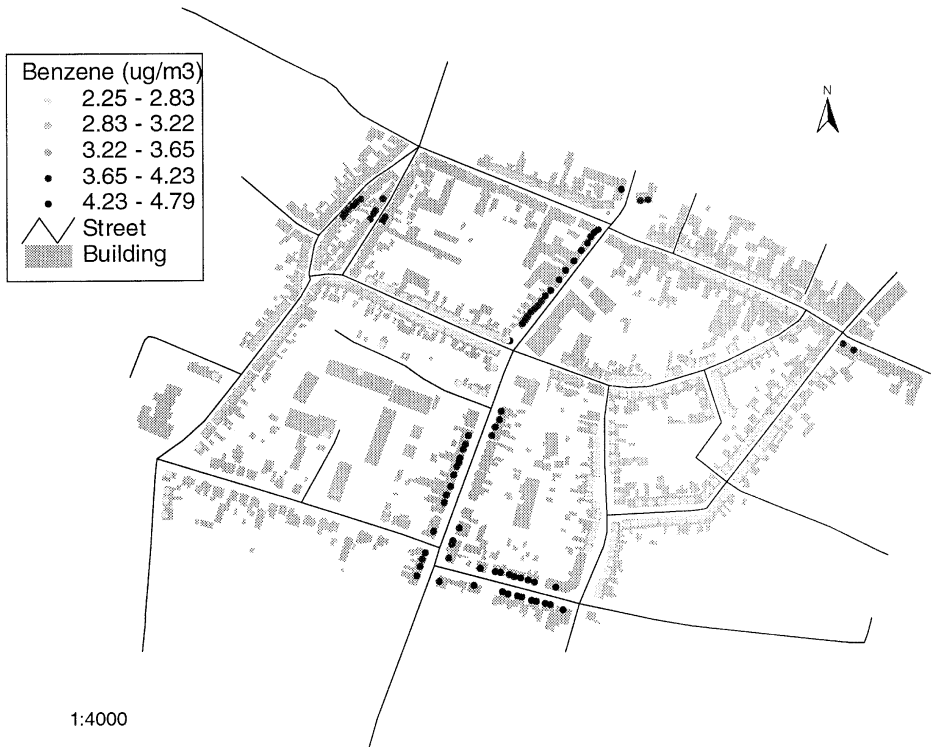 N
Benzene (ug/m3)
2.25 - 2.83
2.83 - 3.22
3.22 - 3.65
3.65 - 4.23
4.23 - 4.79
Street
Building
1:4000